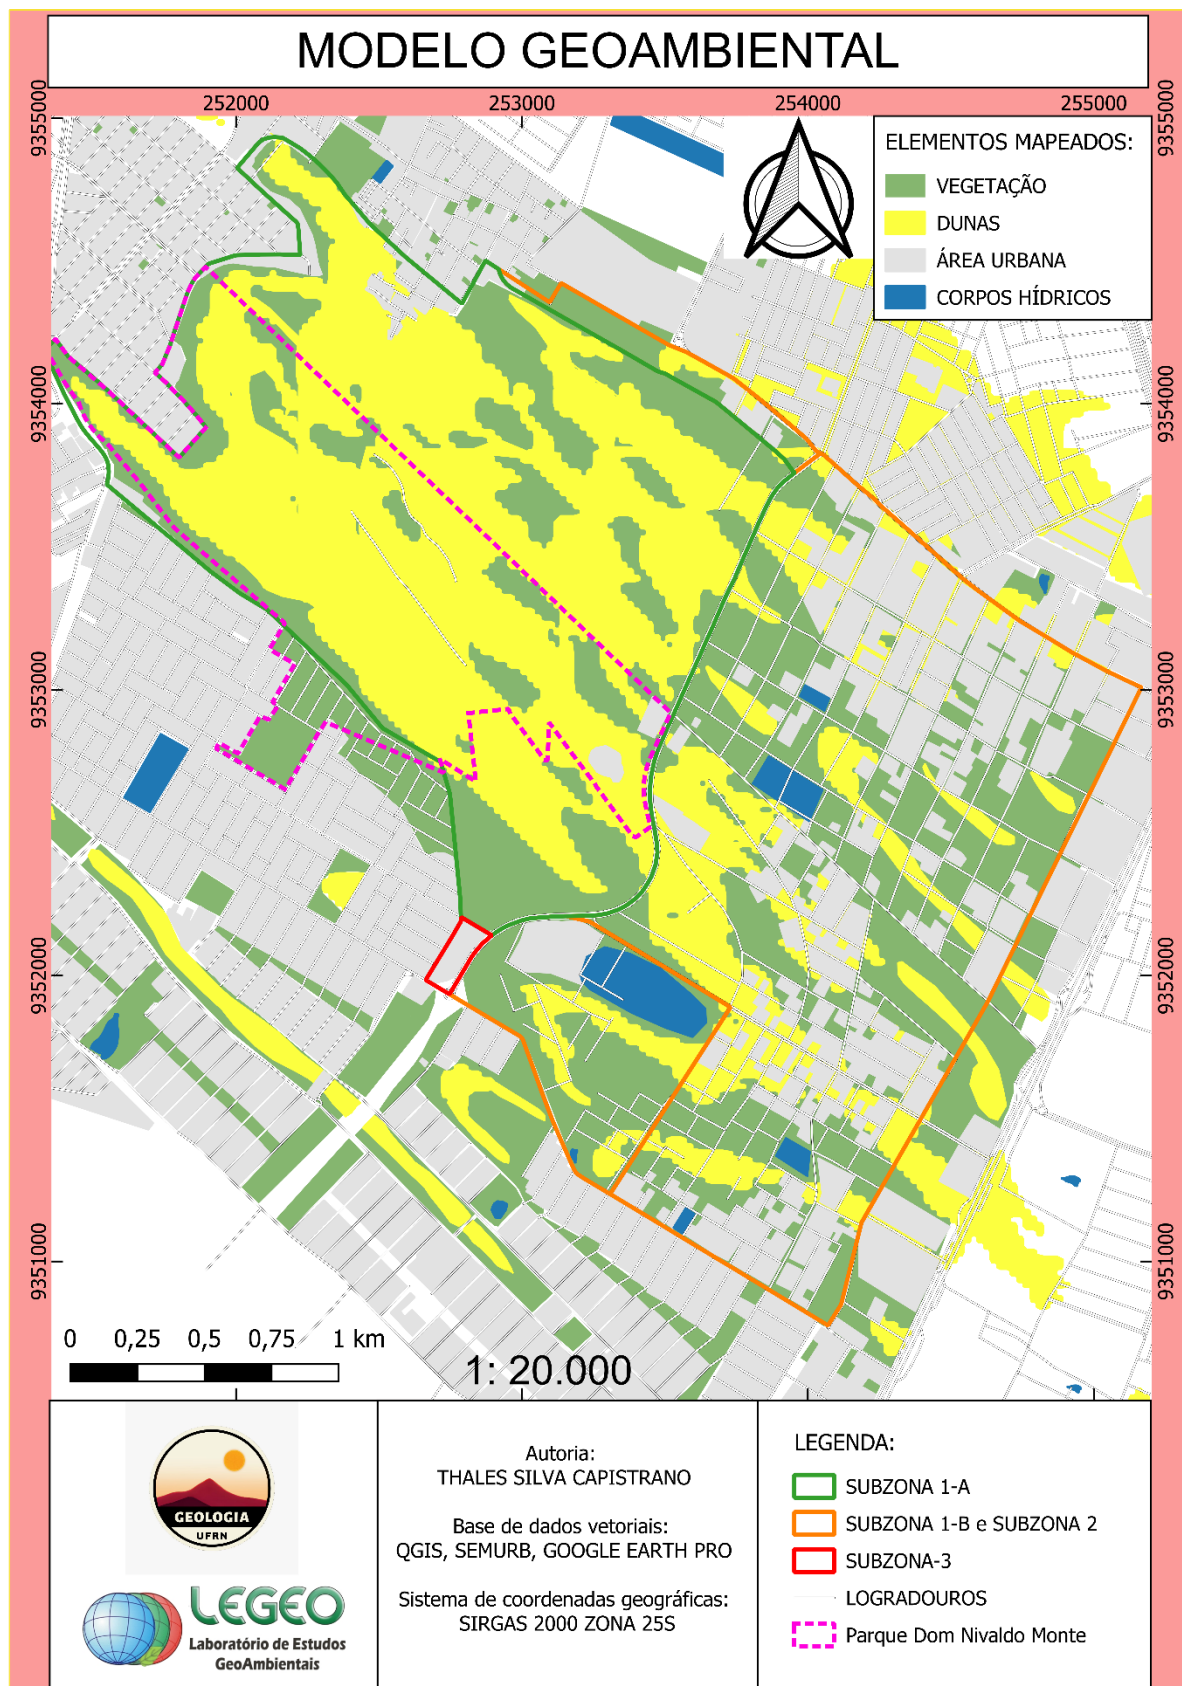 MODELO GEOAMBIENTAL
252000
253000
254000
255000
9355000
9355000
ELEMENTOS MAPEADOS:
VEGETAÇÃO
DUNAS
ÁREA URBANA
CORPOS HÍDRICOS
9354000
9354000
9353000
9353000
9352000
9352000
9351000
9351000
0 0,25 0,5 0,75 1 km
1: 20.000
252000
253000
254000
255000
GEOLOGIA
UFRN
LEGEO
Laboratório de Estudos
GeoAmbientais
Autoria:
THALES SILVA CAPISTRANO
Base de dados vetoriais:
QGIS, SEMURB, GOOGLE EARTH PRO
Sistema de coordenadas geográficas:
SIRGAS 2000 ZONA 25S
LEGENDA:
SUBZONA 1-A
SUBZONA 1-B e SUBZONA 2
SUBZONA-3
LOGRADOUROS
Parque Dom Nivaldo Monte